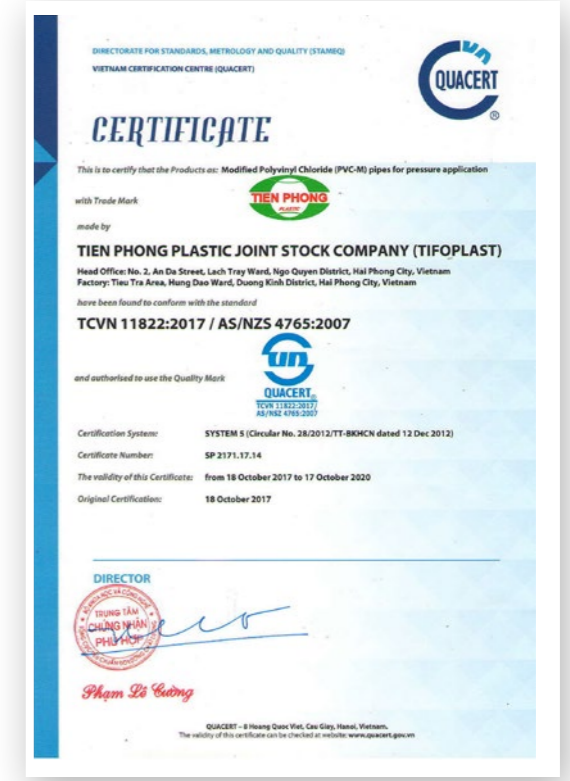 DIRECTORATE FOR STANDARDS, METROLOGY AND QUALITY (STAMEQ)
VIETNAM CERTIFICATION CENTRE (QUACERT)
QUACERT
®
CERTIFICATE
This is to certify that the Products as: Modified Polyvinyl Chloride (PVC-M) pipes for pressure application
with Trade Mark
TIEN PHONG
PLASTIC
made by
TIEN PHONG PLASTIC JOINT STOCK COMPANY (TIFOPLAST)
Head Office: No. 2, An Da Street, Lach Tray Ward, Ngo Quyen District, Hai Phong City, Vietnam
Factory: Tieu Tra Area, Hung Dao Ward, Duong Kinh District, Hai Phong City, Vietnam
have been found to conform with the standard
TCVN 11822:2017 / AS/NZS 4765:2007
and authorised to use the Quality Mark
QUACERT
TCVN 11822:2017/
AS/NSZ 4765:2007
Certification System: SYSTEM 5 (Circular No. 28/2012/TT-BKHCN dated 12 Dec 2012)
Certificate Number: SP 2171.17.14
The validity of this Certificate: from 18 October 2017 to 17 October 2020
Original Certification: 18 October 2017
DIRECTOR
TRUNG TÂM
CHỨNG NHẬN
PHÙ HỢP
Phạm Lê Cường
QUACERT – 8 Hoang Quoc Viet, Cau Giay, Hanoi, Vietnam.
The validity of this certificate can be checked at website: www.quacert.gov.vn